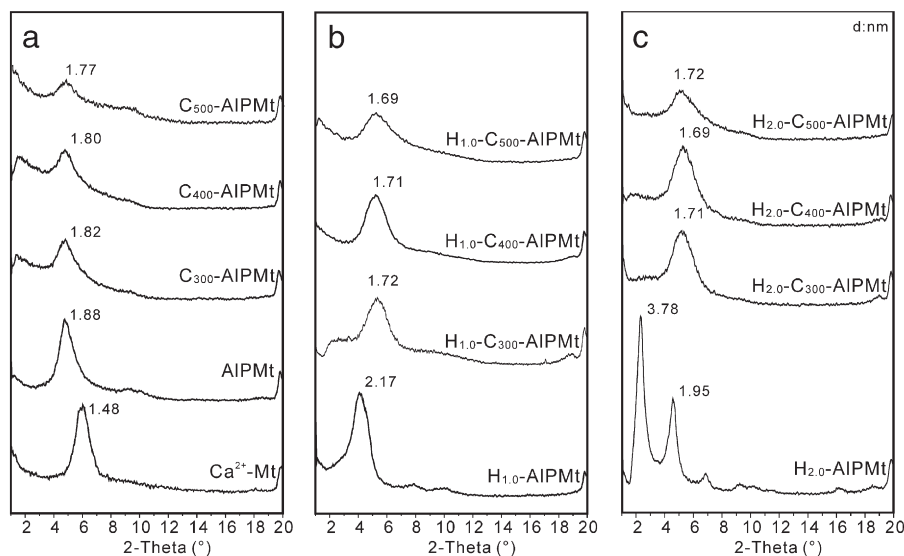 a
1.77
C500-AlPMt
1.80
C400-AlPMt
1.82
C300-AlPMt
1.88
AlPMt
1.48
Ca2+-Mt
2 4 6 8 10 12 14 16 18 20
2-Theta (°)
b
1.69
H1.0-C500-AlPMt
1.71
H1.0-C400-AlPMt
1.72
H1.0-C300-AlPMt
2.17
H1.0-AlPMt
2 4 6 8 10 12 14 16 18 20
2-Theta (°)
c
d:nm
1.72
H2.0-C500-AlPMt
1.69
H2.0-C400-AlPMt
1.71
H2.0-C300-AlPMt
3.78
1.95
H2.0-AlPMt
2 4 6 8 10 12 14 16 18 20
2-Theta (°)